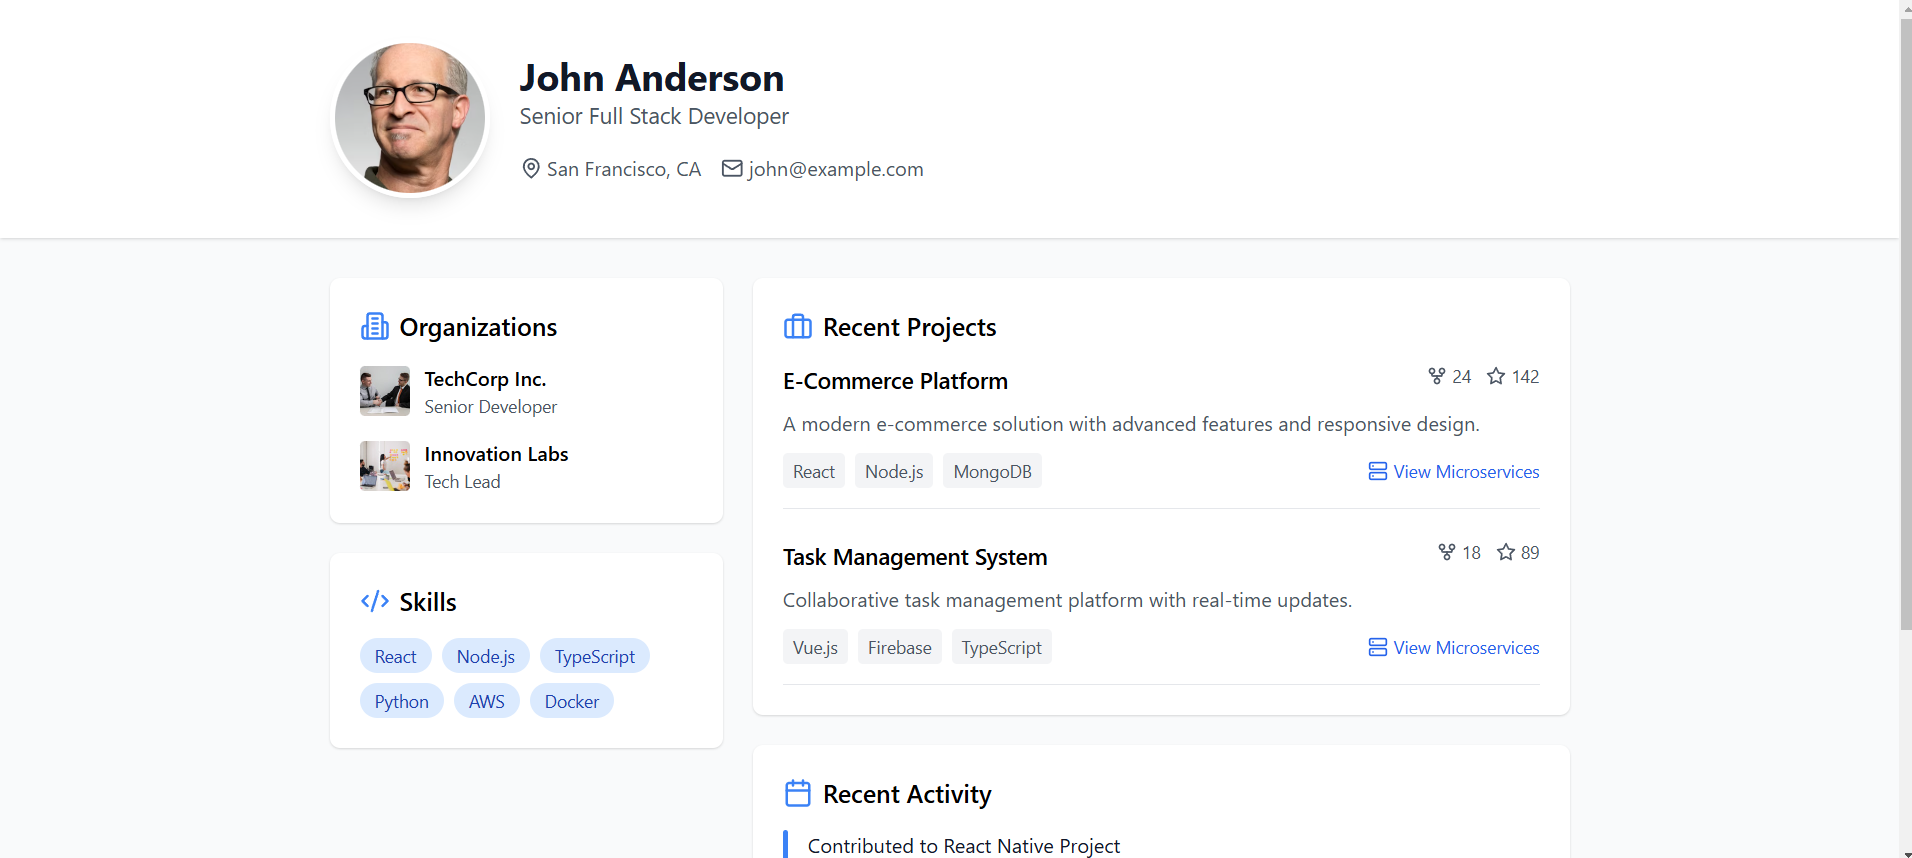 John Anderson
Senior Full Stack Developer
San Francisco, CA john@example.com
Organizations
TechCorp Inc.
Senior Developer
Innovation Labs
Tech Lead
Skills
React Node.js TypeScript
Python AWS Docker
Recent Projects
E-Commerce Platform 24 142
A modern e-commerce solution with advanced features and responsive design.
React Node.js MongoDB View Microservices
Task Management System 18 89
Collaborative task management platform with real-time updates.
Vue.js Firebase TypeScript View Microservices
Recent Activity
Contributed to React Native Project